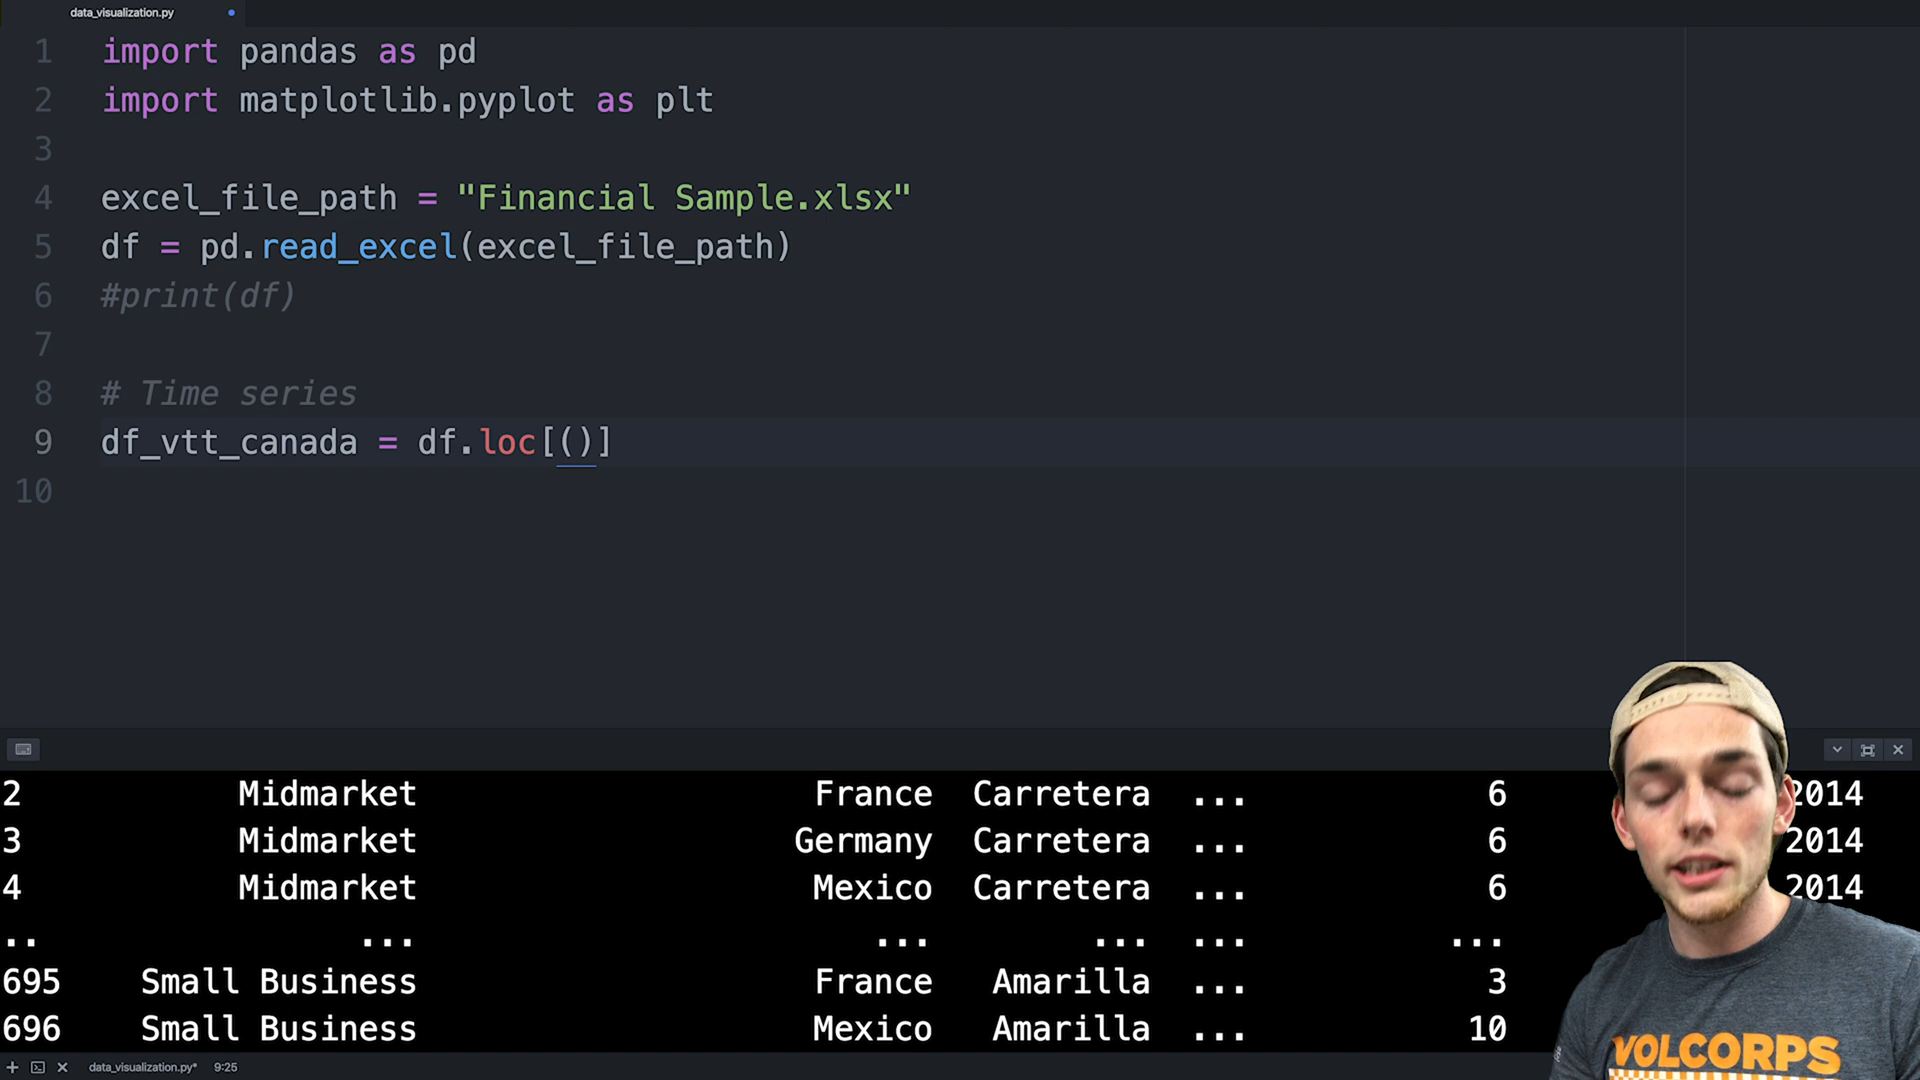 data_visualization.py
1 import pandas as pd
2 import matplotlib.pyplot as plt
3
4 excel_file_path = "Financial Sample.xlsx"
5 df = pd.read_excel(excel_file_path)
6 #print(df)
7
8 # Time series
9 df_vtt_canada = df.loc[()]
10
2 Midmarket France Carretera ... 6 2014
3 Midmarket Germany Carretera ... 6 2014
4 Midmarket Mexico Carretera ... 6 2014
.. ... ... ... ... ...
695 Small Business France Amarilla ... 3
696 Small Business Mexico Amarilla ... 10
VOLCORPS
data_visualization.py* 9:25